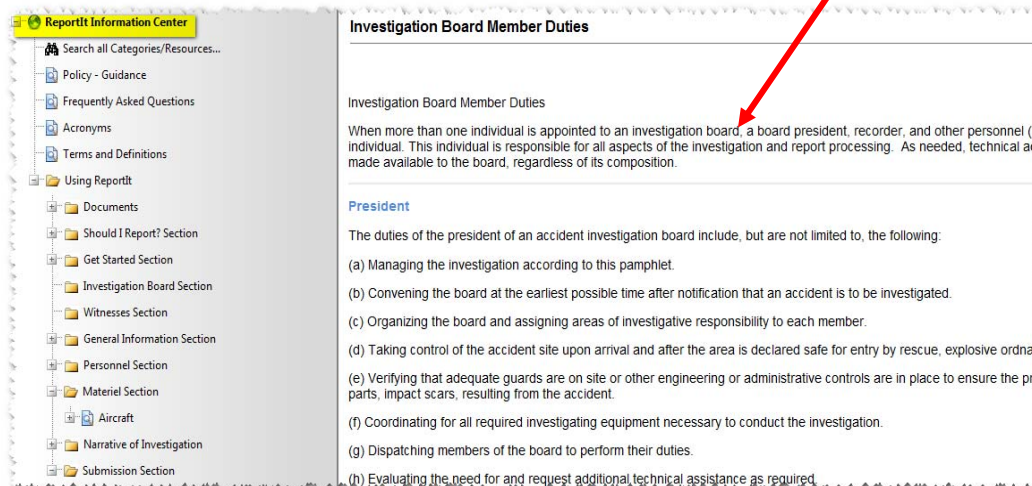 ReportIt Information Center
Search all Categories/Resources...
Policy - Guidance
Frequently Asked Questions
Acronyms
Terms and Definitions
Using ReportIt
Documents
Should I Report? Section
Get Started Section
Investigation Board Section
Witnesses Section
General Information Section
Personnel Section
Materiel Section
Aircraft
Narrative of Investigation
Submission Section
Investigation Board Member Duties
Investigation Board Member Duties
When more than one individual is appointed to an investigation board, a board president, recorder, and other personnel (
individual. This individual is responsible for all aspects of the investigation and report processing. As needed, technical a
made available to the board, regardless of its composition.
President
The duties of the president of an accident investigation board include, but are not limited to, the following:
(a) Managing the investigation according to this pamphlet.
(b) Convening the board at the earliest possible time after notification that an accident is to be investigated.
(c) Organizing the board and assigning areas of investigative responsibility to each member.
(d) Taking control of the accident site upon arrival and after the area is declared safe for entry by rescue, explosive ordna
(e) Verifying that adequate guards are on site or other engineering or administrative controls are in place to ensure the pr
parts, impact scars, resulting from the accident.
(f) Coordinating for all required investigating equipment necessary to conduct the investigation.
(g) Dispatching members of the board to perform their duties.
(h) Evaluating the need for and request additional technical assistance as required